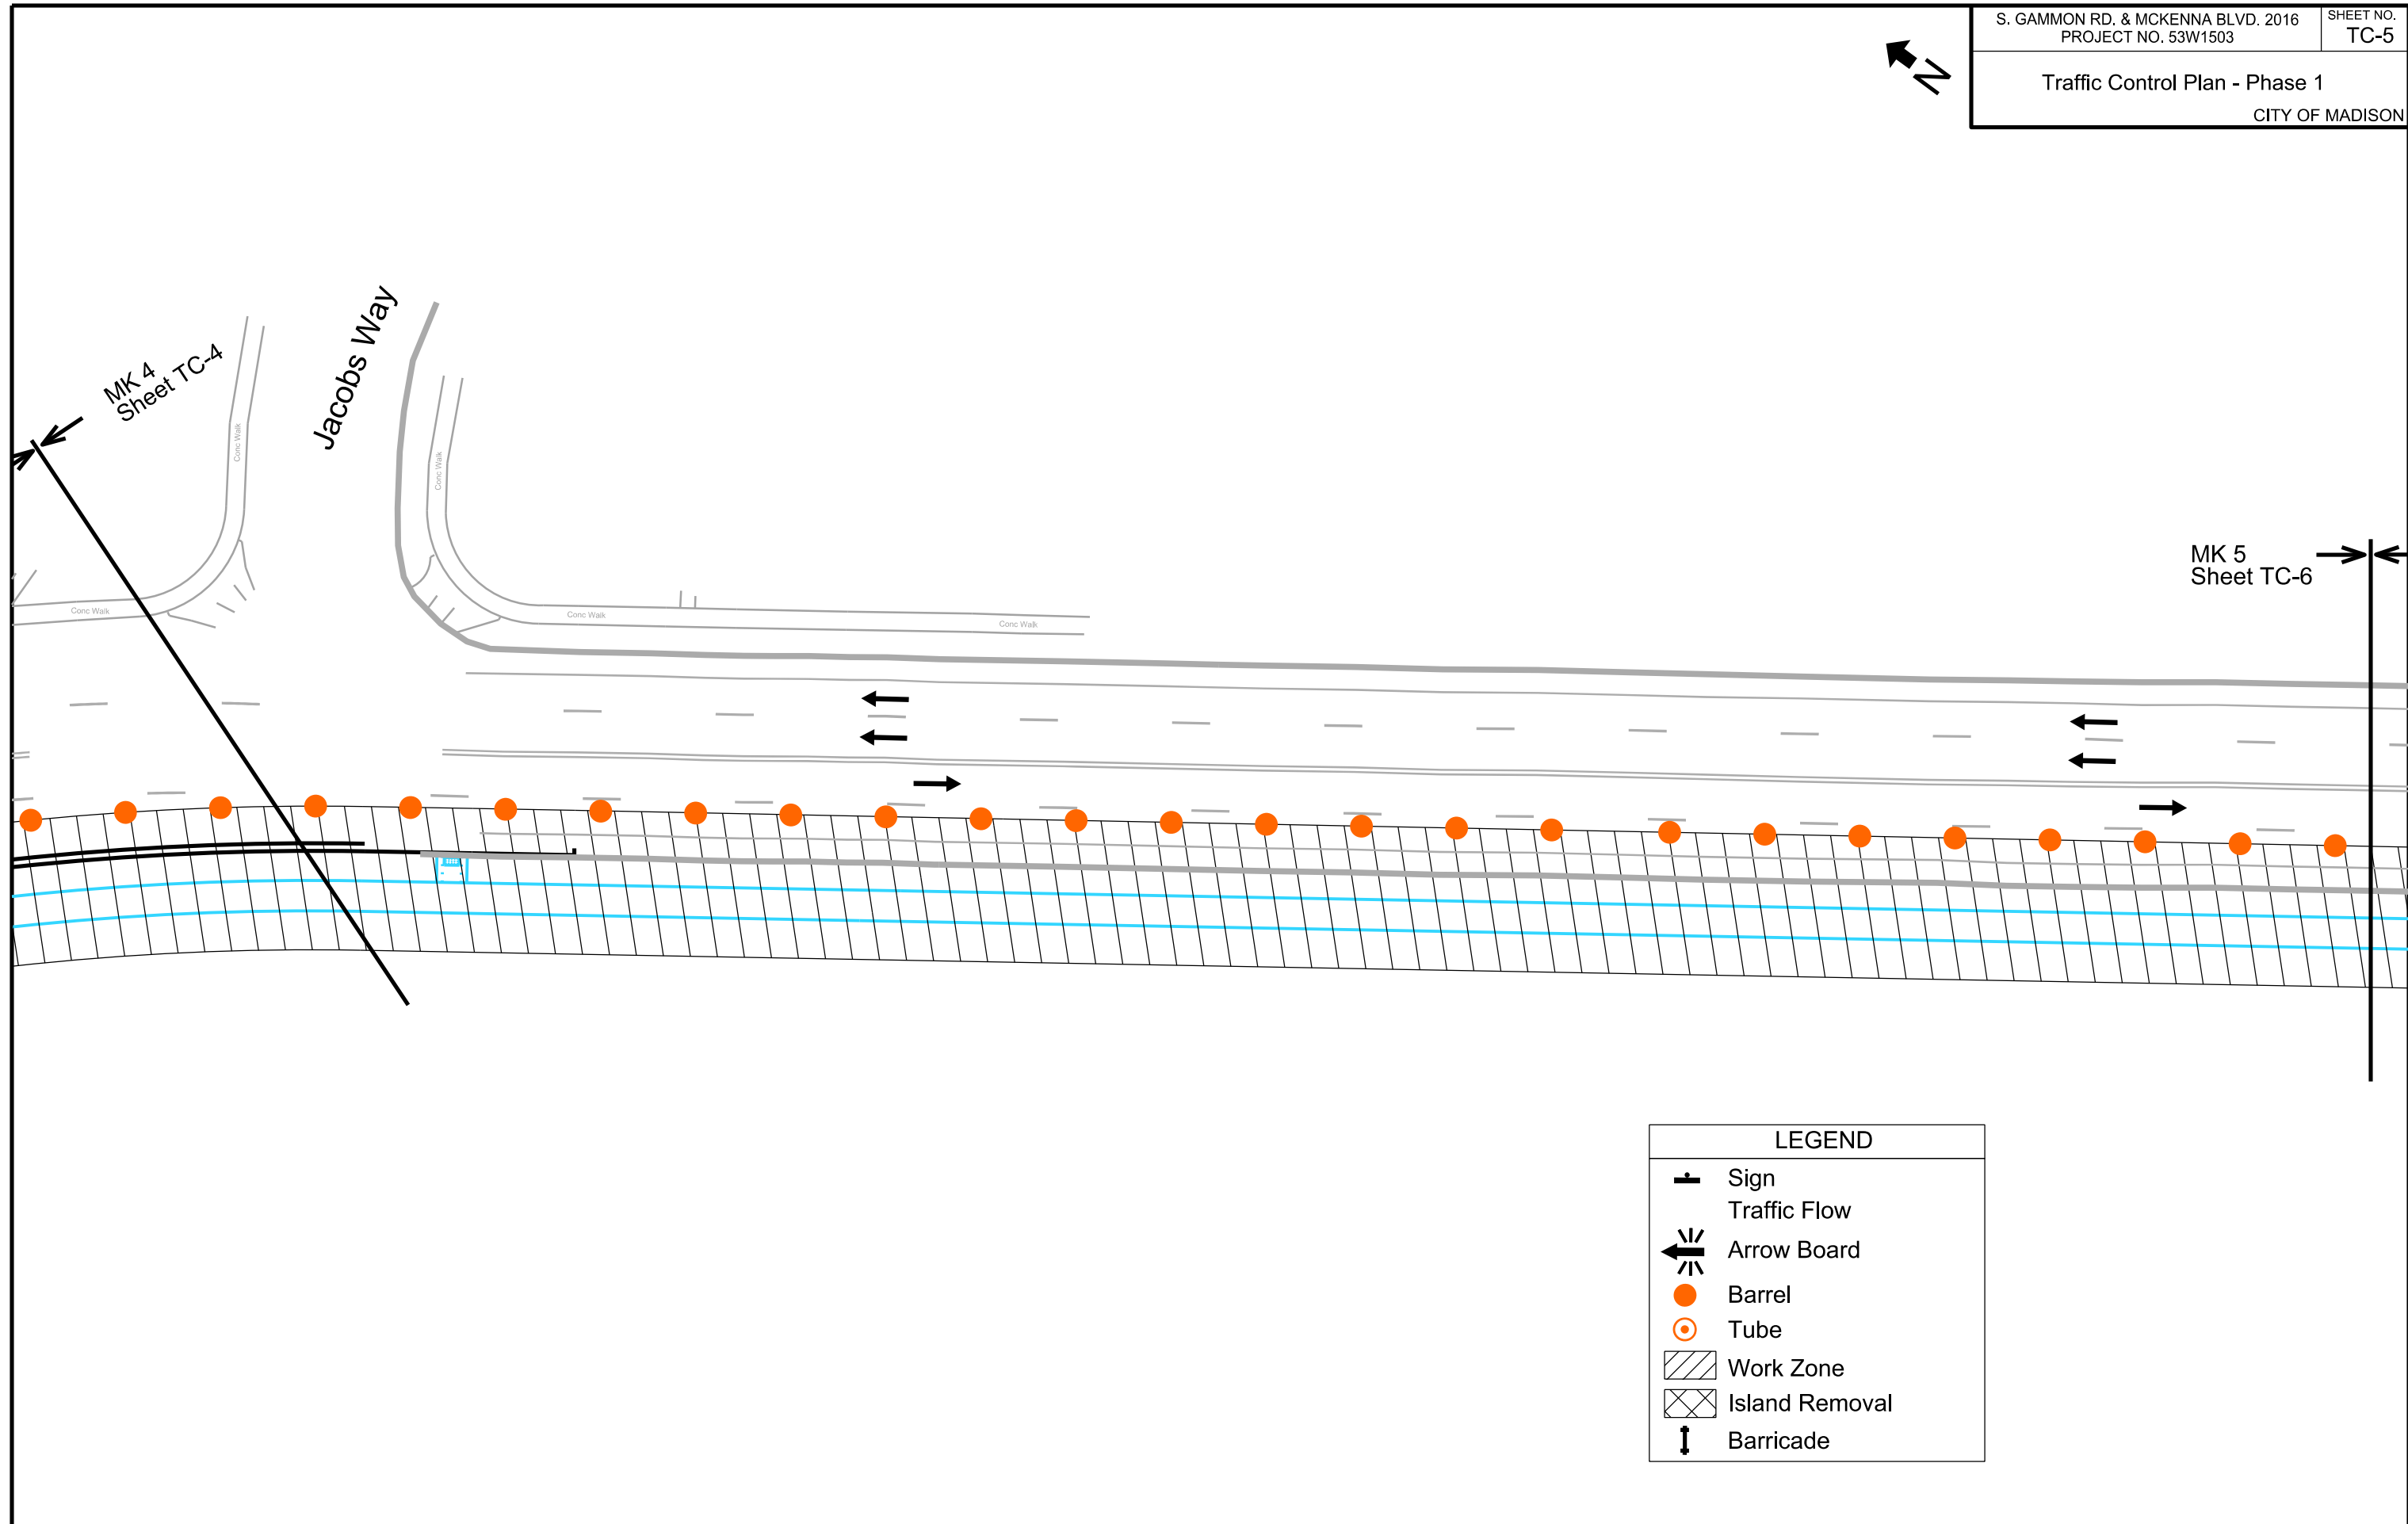 S. GAMMON RD. & MCKENNA BLVD. 2016
PROJECT NO. 53W1503
SHEET NO.
TC-5
Traffic Control Plan - Phase 1
CITY OF MADISON
N
Jacobs Way
MK 4
Sheet TC-4
Conc Walk
Conc Walk
Conc Walk
Conc Walk
Conc Walk
MK 5
Sheet TC-6
LEGEND
Sign
Traffic Flow
Arrow Board
Barrel
Tube
Work Zone
Island Removal
Barricade